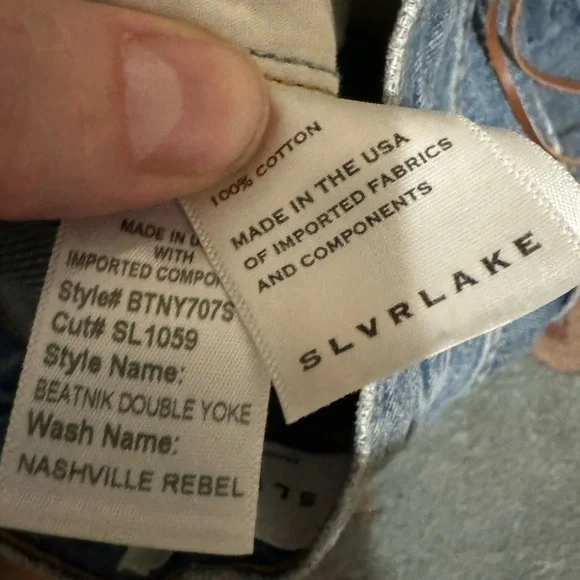 100% COTTON
MADE IN THE USA
OF IMPORTED FABRICS
AND COMPONENTS
SLVRLAKE
MADE IN
WITH
IMPORTED
Style# BTNY707S
Cut# SL1059
Style Name:
BEATNIK DOUBLE YOKE
Wash Name:
NASHVILLE REBEL